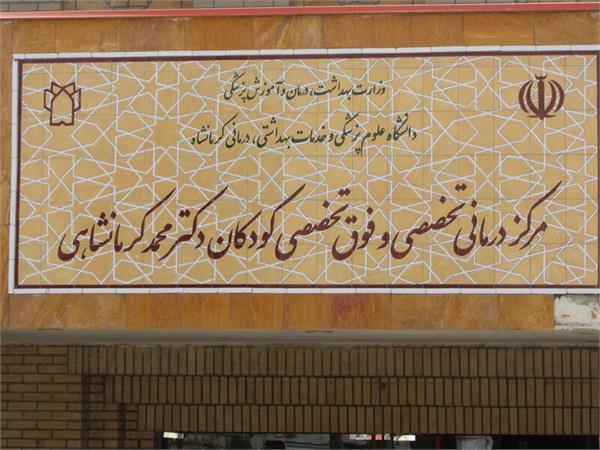 وزارت بهداشت، درمان و آموزش پزشکی
دانشگاه علوم پزشکی و خدمات بهداشتی، درمانی کرمانشاه
مرکز درمانی تخصصی و فوق تخصصی کودکان دکتر محمد کرمانشاهی